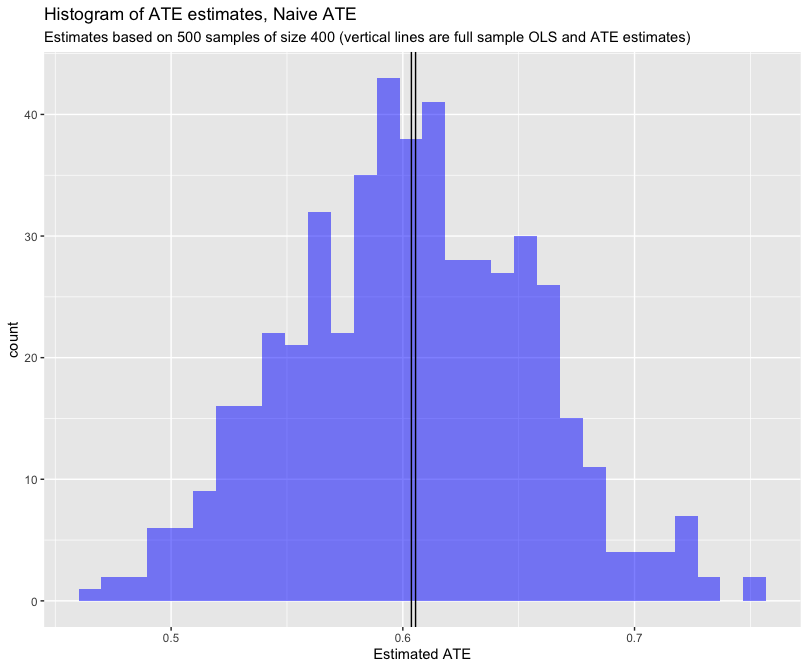 Histogram of ATE estimates, Naive ATE
Estimates based on 500 samples of size 400 (vertical lines are full sample OLS and ATE estimates)
40
30
20
10
0
count
0.5 0.6 0.7
Estimated ATE